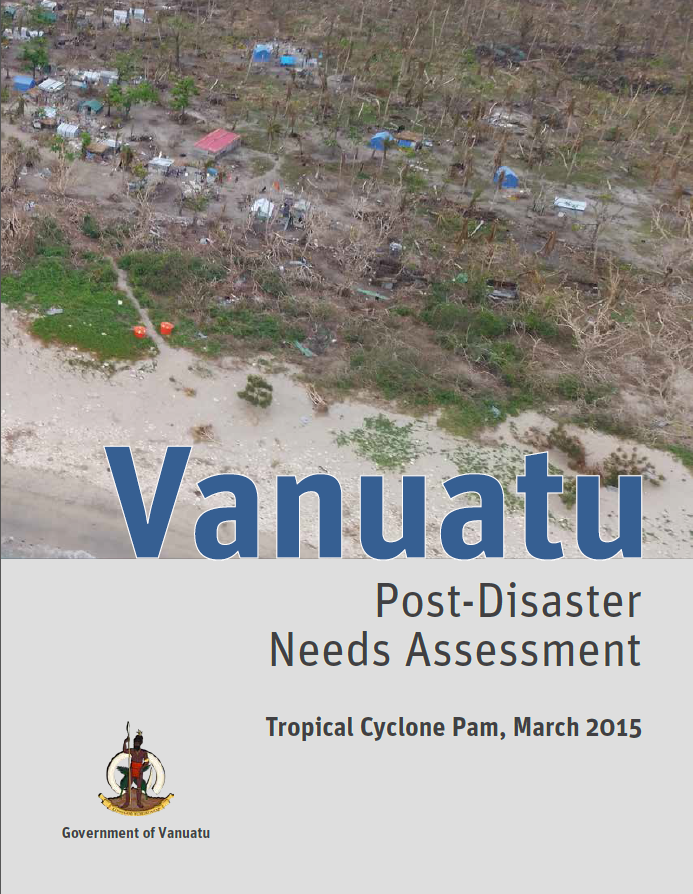 Vanuatu
Post-Disaster
Needs Assessment
Tropical Cyclone Pam, March 2015
Government of Vanuatu